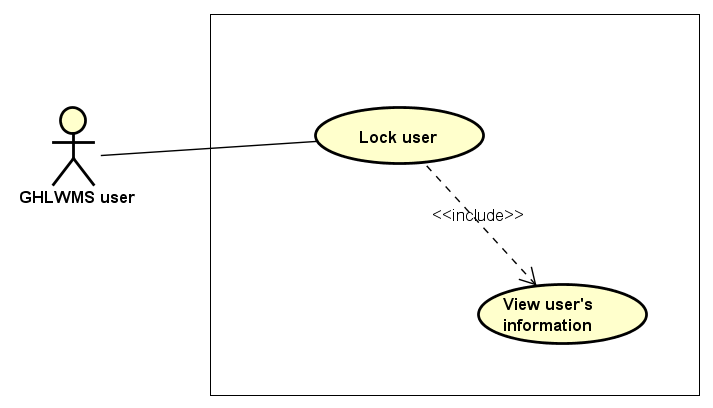 Lock user
GHLWMS user
<<include>>
View user's
information